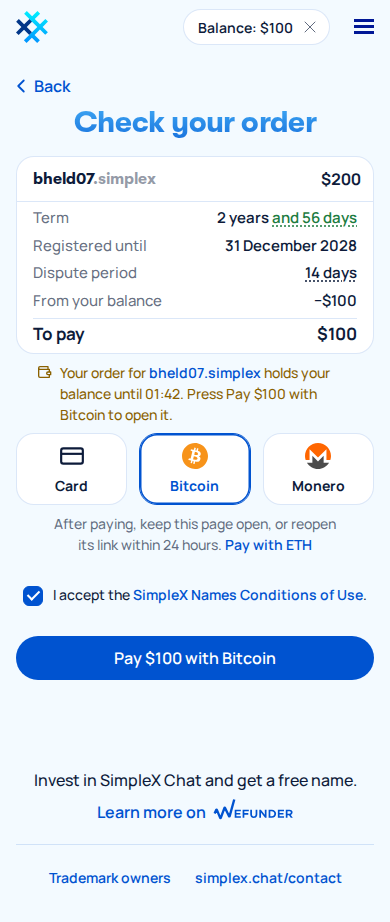 Balance: $100
Back
Check your order
bheld07.simplex $200
Term 2 years and 56 days
Registered until 31 December 2028
Dispute period 14 days
From your balance −$100
To pay $100
Your order for bheld07.simplex holds your
balance until 01:42. Press Pay $100 with
Bitcoin to open it.
Card Bitcoin Monero
After paying, keep this page open, or reopen
its link within 24 hours. Pay with ETH
I accept the SimpleX Names Conditions of Use.
Pay $100 with Bitcoin
Invest in SimpleX Chat and get a free name.
Learn more on WEFUNDER
Trademark owners simplex.chat/contact